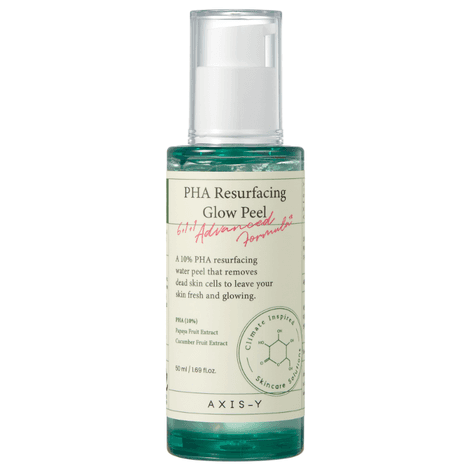 PHA Resurfacing
Glow Peel
6+1+1 Advanced
formula"
A 10% PHA resurfacing
water peel that removes
dead skin cells to leave your
skin fresh and glowing.
PHA (10%)
Papaya Fruit Extract
Cucumber Fruit Extract
Climate Inspired
Skincare Solutions
50 ml / 1.69 fl.oz.
AXIS-Y